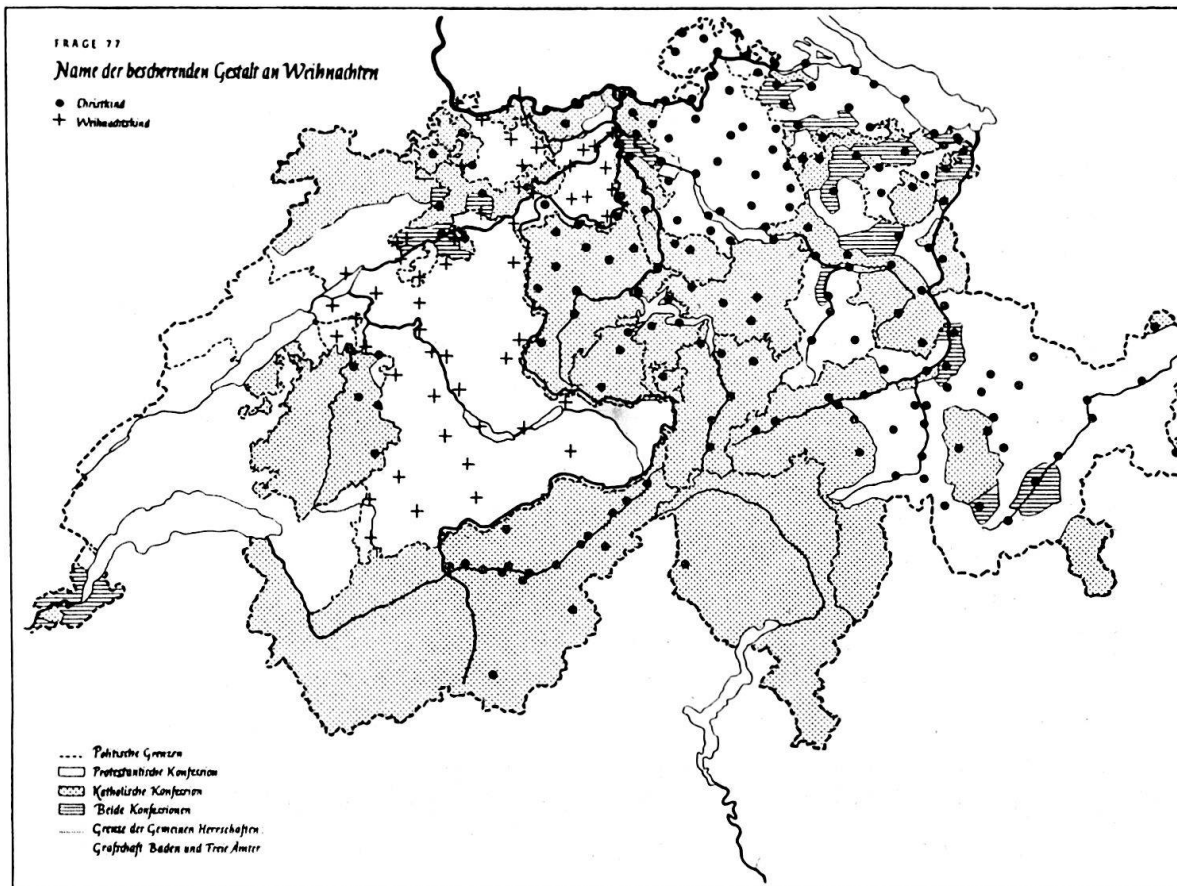 FRAGE 77
Name der bescherenden Gestalt an Weihnachten
Christkind
Weihnachtskind
Politische Grenzen
Protestantische Konfession
Katholische Konfession
Beide Konfessionen
Grenze der Gemeinen Herrschaften
Grafschaft Baden und Freie Ämter